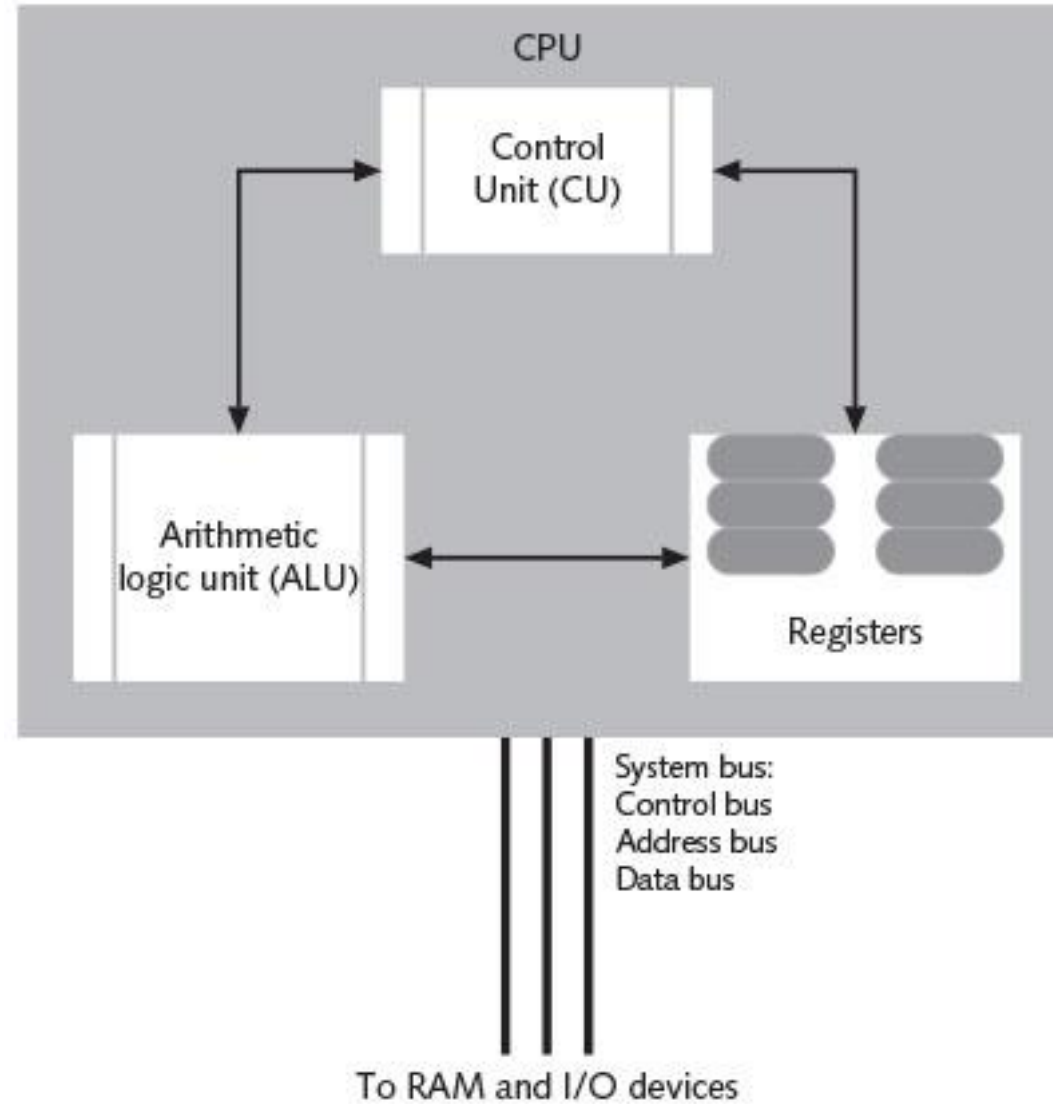 CPU
Control
Unit (CU)
Arithmetic
logic unit (ALU)
Registers
System bus:
Control bus
Address bus
Data bus
To RAM and I/O devices